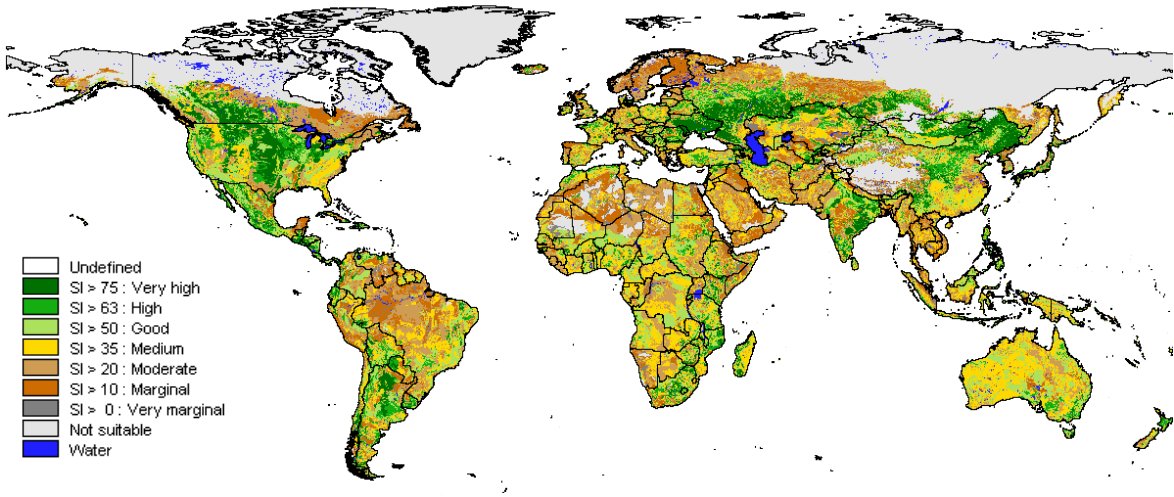 Undefined
SI > 75 : Very high
SI > 63 : High
SI > 50 : Good
SI > 35 : Medium
SI > 20 : Moderate
SI > 10 : Marginal
SI > 0 : Very marginal
Not suitable
Water